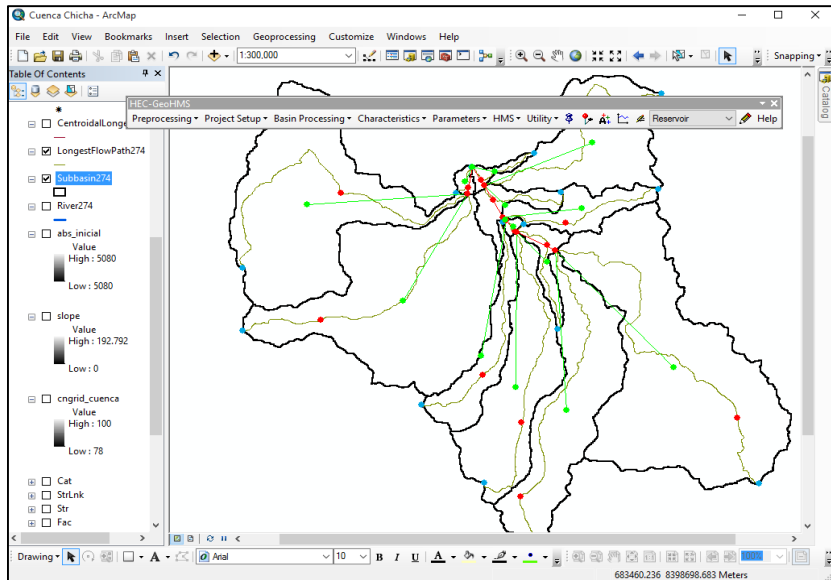 Cuenca Chicha - ArcMap
File Edit View Bookmarks Insert Selection Geoprocessing Customize Windows Help
1:300,000
Snapping
Table Of Contents
HEC-GeoHMS
Preprocessing Project Setup Basin Processing Characteristics Parameters HMS Utility Reservoir Help
Catalog
CentroidalLonge
LongestFlowPath274
Subbasin274
River274
abs_inicial
Value
High : 5080
Low : 5080
slope
Value
High : 192.792
Low : 0
cngrid_cuenca
Value
High : 100
Low : 78
Cat
StrLnk
Str
Fac
Drawing A Arial 10 B I U A 100%
683460.236 8398698.683 Meters